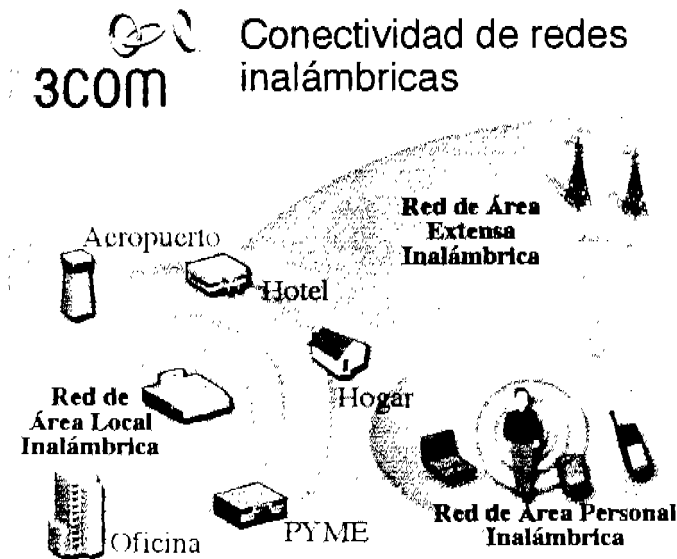 3COM
Conectividad de redes
inalámbricas
Red de Área
Extensa
Inalámbrica
Aeropuerto
Hotel
Hogar
Red de
Área Local
Inalámbrica
Oficina
PYME
Red de Área Personal
Inalámbrica